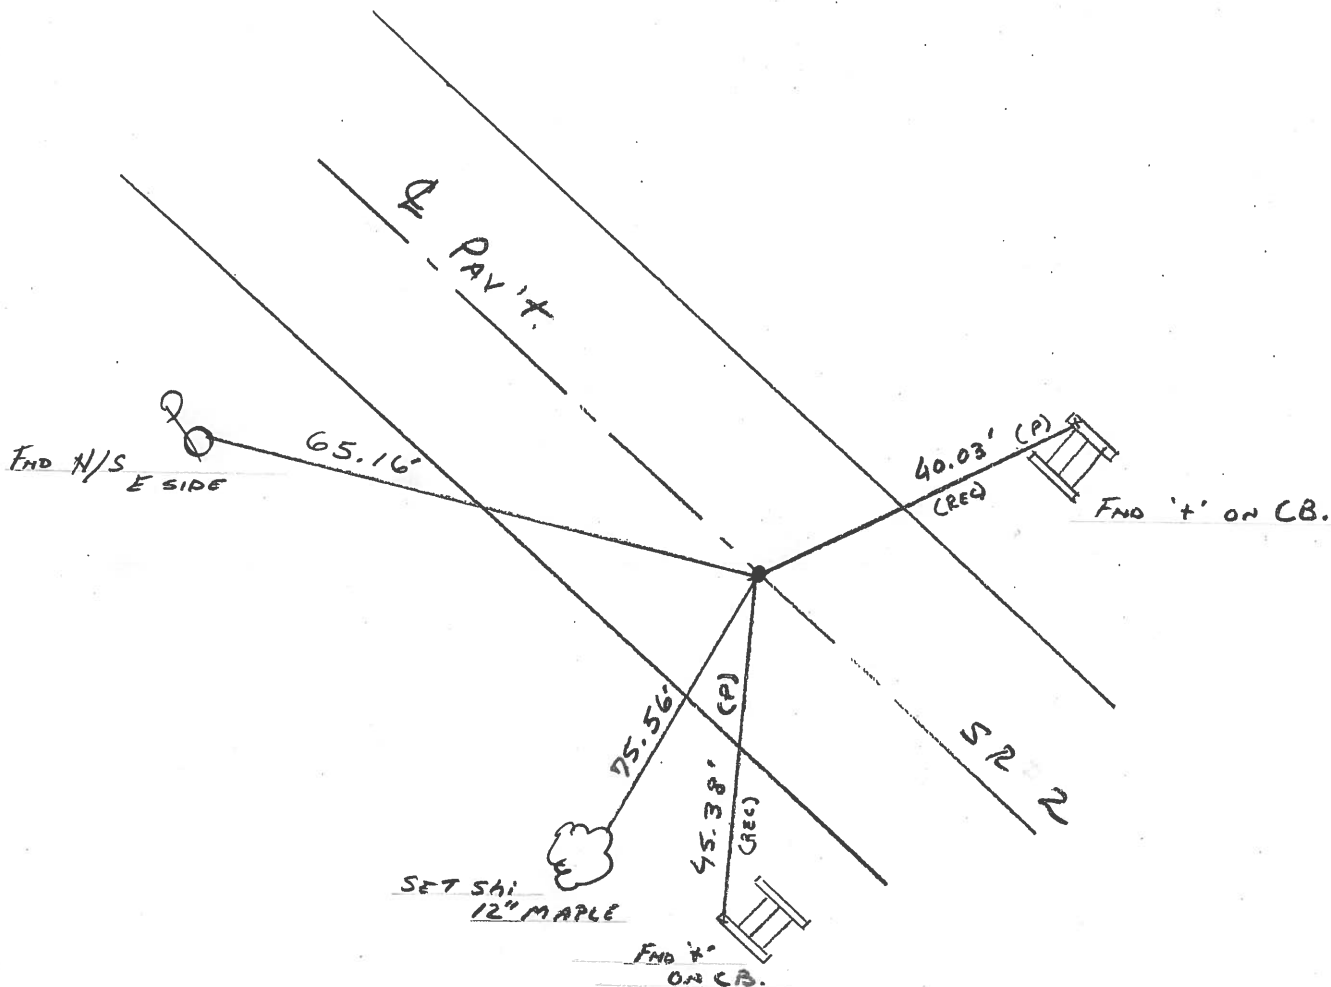 ℄ PAV't.
65.16'
FND N/S
E SIDE
40.03' (P)
(REC)
FND '+' ON CB.
75.56'
(P)
45.38'
(REC)
SR 2
SET Shi
12" MAPLE
FND '+'
ON CB.